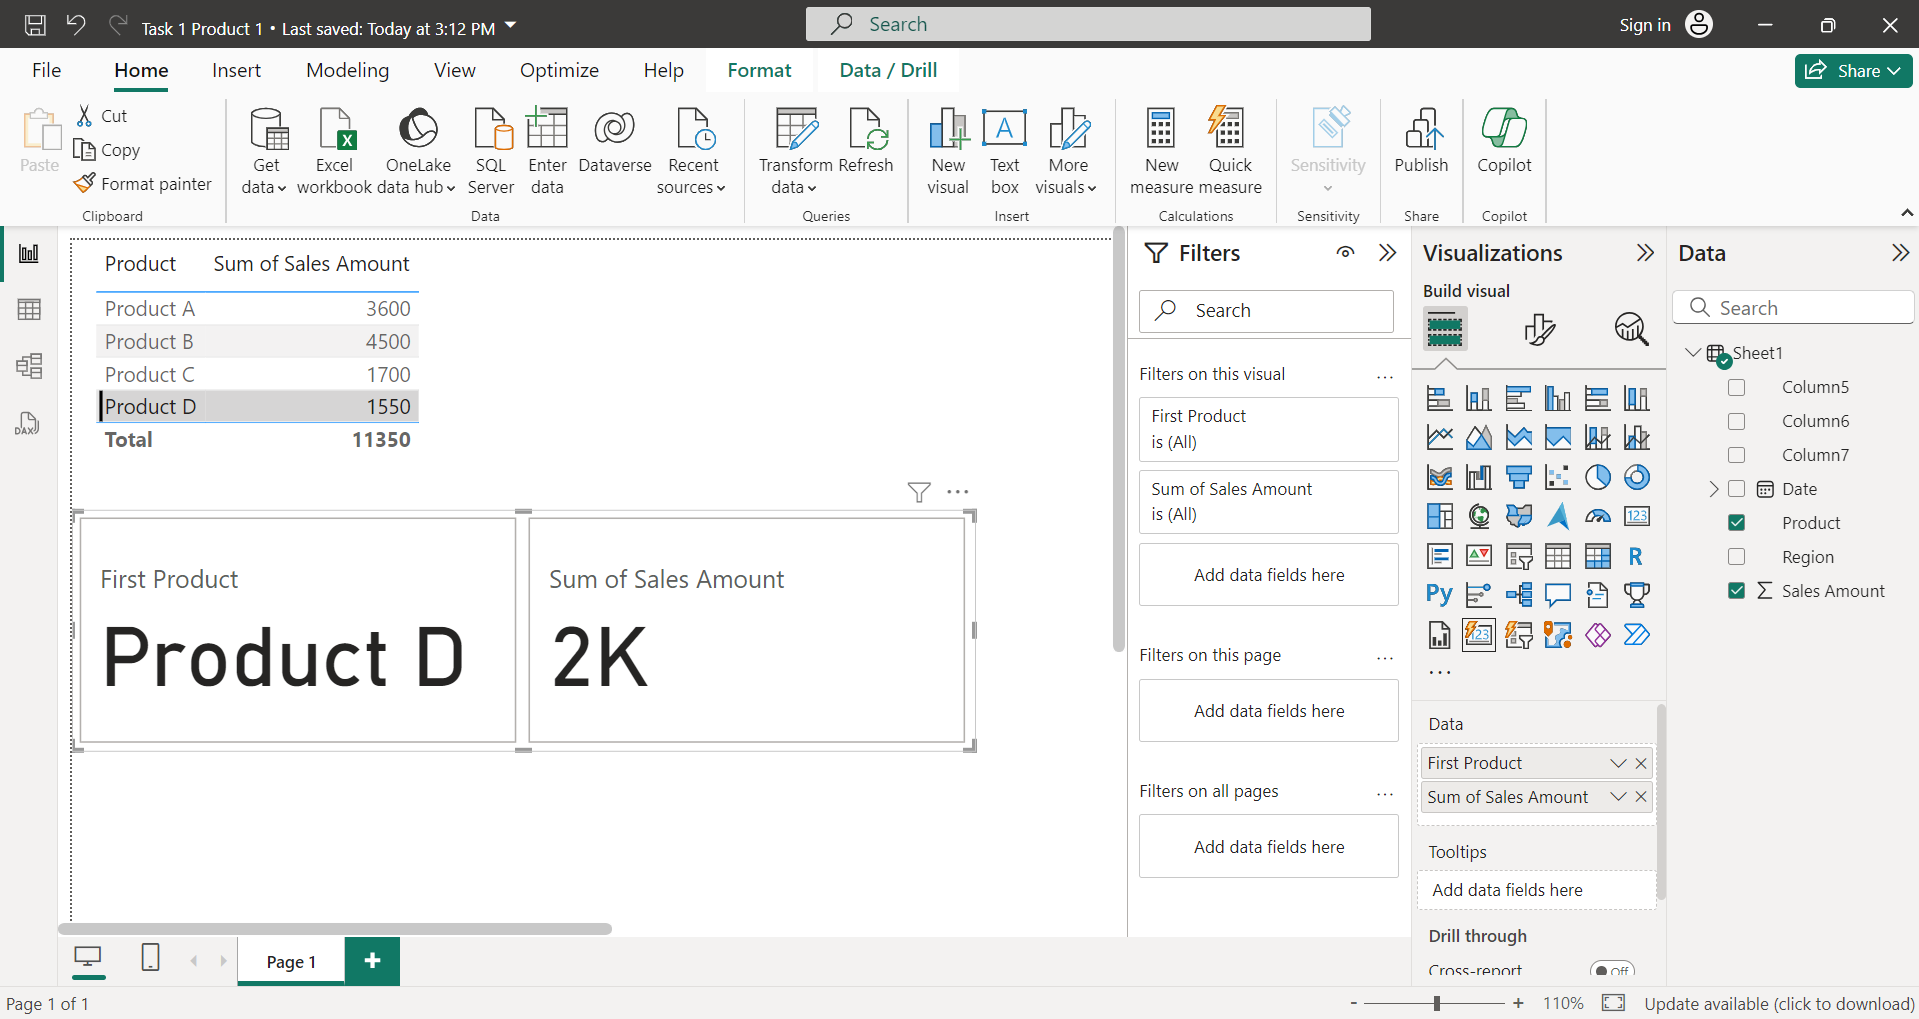 Task 1 Product 1 • Last saved: Today at 3:12 PM
Search
Sign in
File Home Insert Modeling View Optimize Help Format Data / Drill
Share
Paste
Cut
Copy
Format painter
Clipboard
Get data
Excel workbook
OneLake data hub
SQL Server
Enter data
Dataverse
Recent sources
Data
Transform data
Refresh
Queries
New visual
Text box
More visuals
Insert
New measure
Quick measure
Calculations
Sensitivity
Sensitivity
Publish
Share
Copilot
Copilot
DAX
Product Sum of Sales Amount
Product A 3600
Product B 4500
Product C 1700
Product D 1550
Total 11350
First Product
Product D
Sum of Sales Amount
2K
Filters
Search
Filters on this visual
First Product
is (All)
Sum of Sales Amount
is (All)
Add data fields here
Filters on this page
Add data fields here
Filters on all pages
Add data fields here
Visualizations
Build visual
123
R
Py
123
Data
First Product
Sum of Sales Amount
Tooltips
Add data fields here
Drill through
Cross-report
Off
Data
Search
Sheet1
Column5
Column6
Column7
Date
Product
Region
Sales Amount
Page 1
+
Page 1 of 1
- + 110%
Update available (click to download)